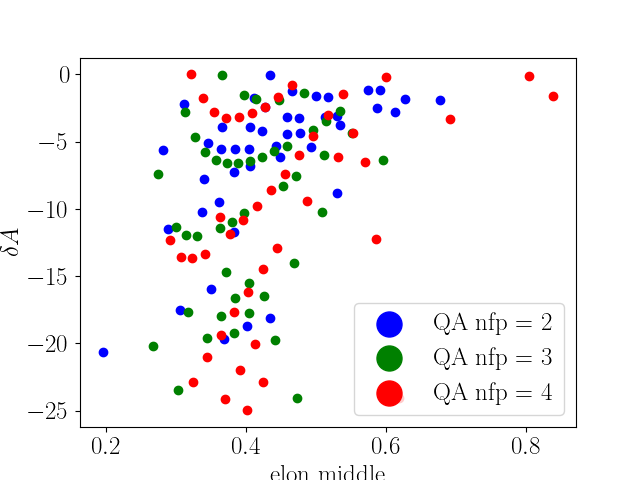 0
−5
−10
−15
−20
−25
δA
0.2 0.4 0.6 0.8
elon middle
QA nfp = 2
QA nfp = 3
QA nfp = 4